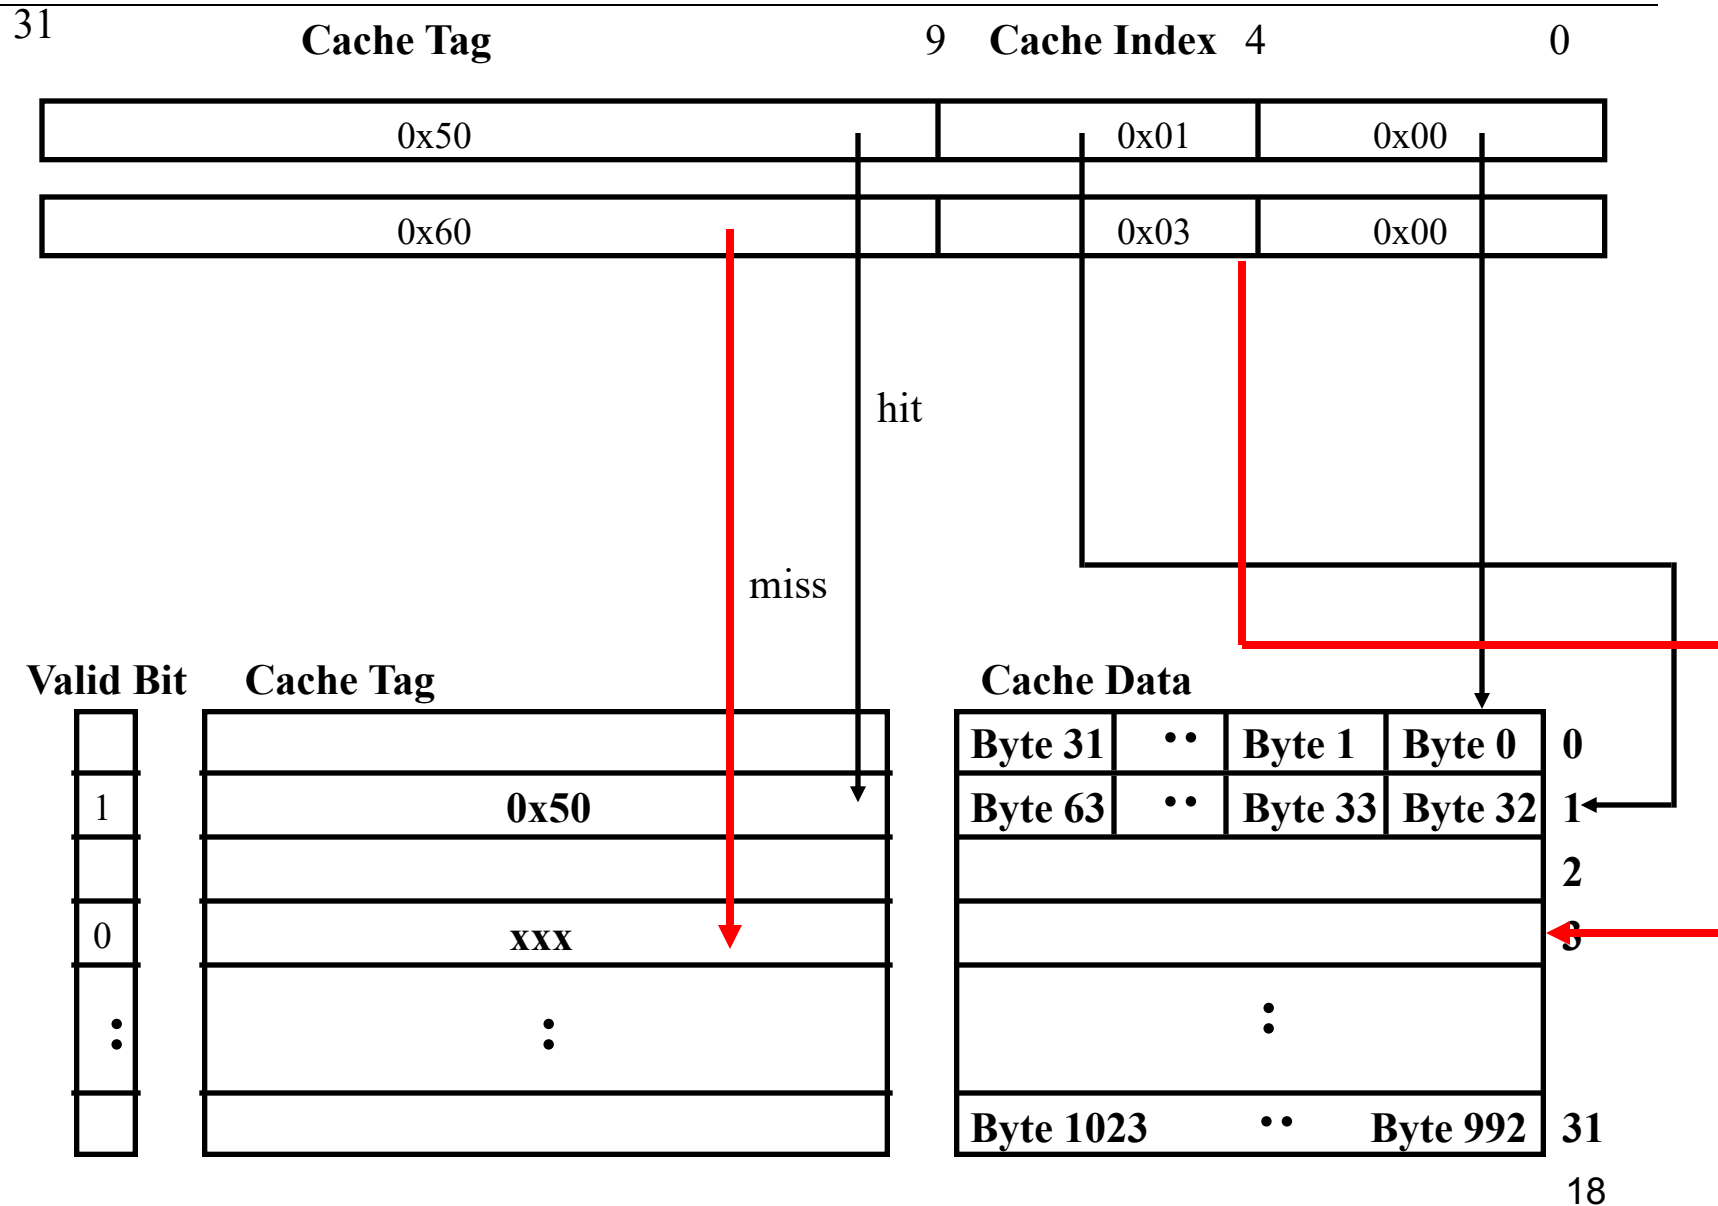 31 Cache Tag 9 Cache Index 4 0
0x50 0x01 0x00
0x60 0x03 0x00
hit
miss
Valid Bit Cache Tag Cache Data
Byte 31 ·· Byte 1 Byte 0 0
1 0x50 Byte 63 ·· Byte 33 Byte 32 1
2
0 xxx 3
: : :
Byte 1023 ·· Byte 992 31
18